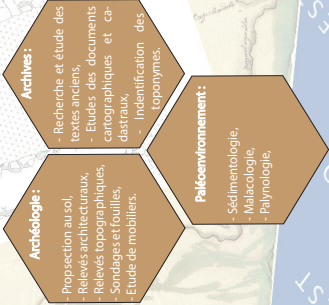 Archives :
- Recherche et étude des
textes anciens,
- Etudes des documents
cartographiques et ca-
dastraux,
- Indentification des
toponymes.
Archéologie :
- Propsection au sol,
- Relevés architecturaux,
- Relevés topographiques,
- Sondages et fouilles,
- Etude de mobiliers.
Paléoenvironnement :
- Sédimentologie,
- Malacologie,
- Palynologie,